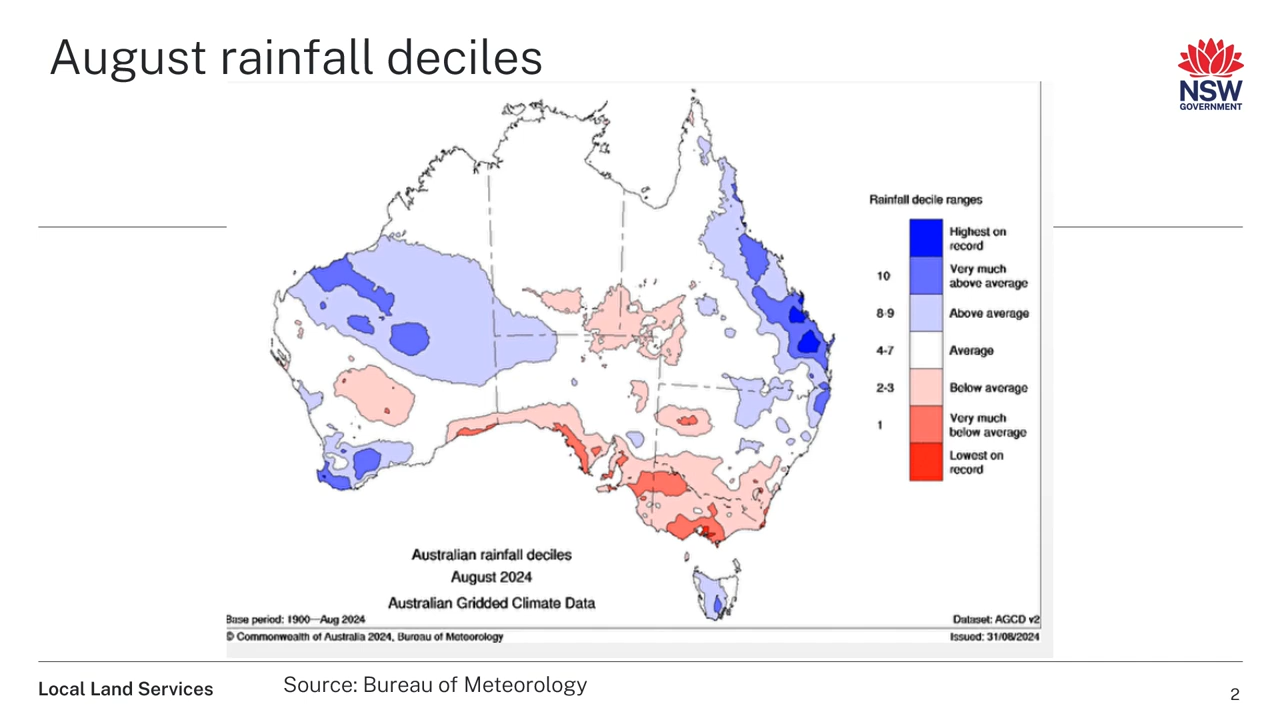 August rainfall deciles
NSW
GOVERNMENT
Rainfall decile ranges
Highest on
record
10
Very much
above average
8-9
Above average
4-7
Average
2-3
Below average
1
Very much
below average
Lowest on
record
Australian rainfall deciles
August 2024
Australian Gridded Climate Data
Base period: 1900—Aug 2024
Dataset: AGCD v2
© Commonwealth of Australia 2024, Bureau of Meteorology
Issued: 31/08/2024
Local Land Services
Source: Bureau of Meteorology
2